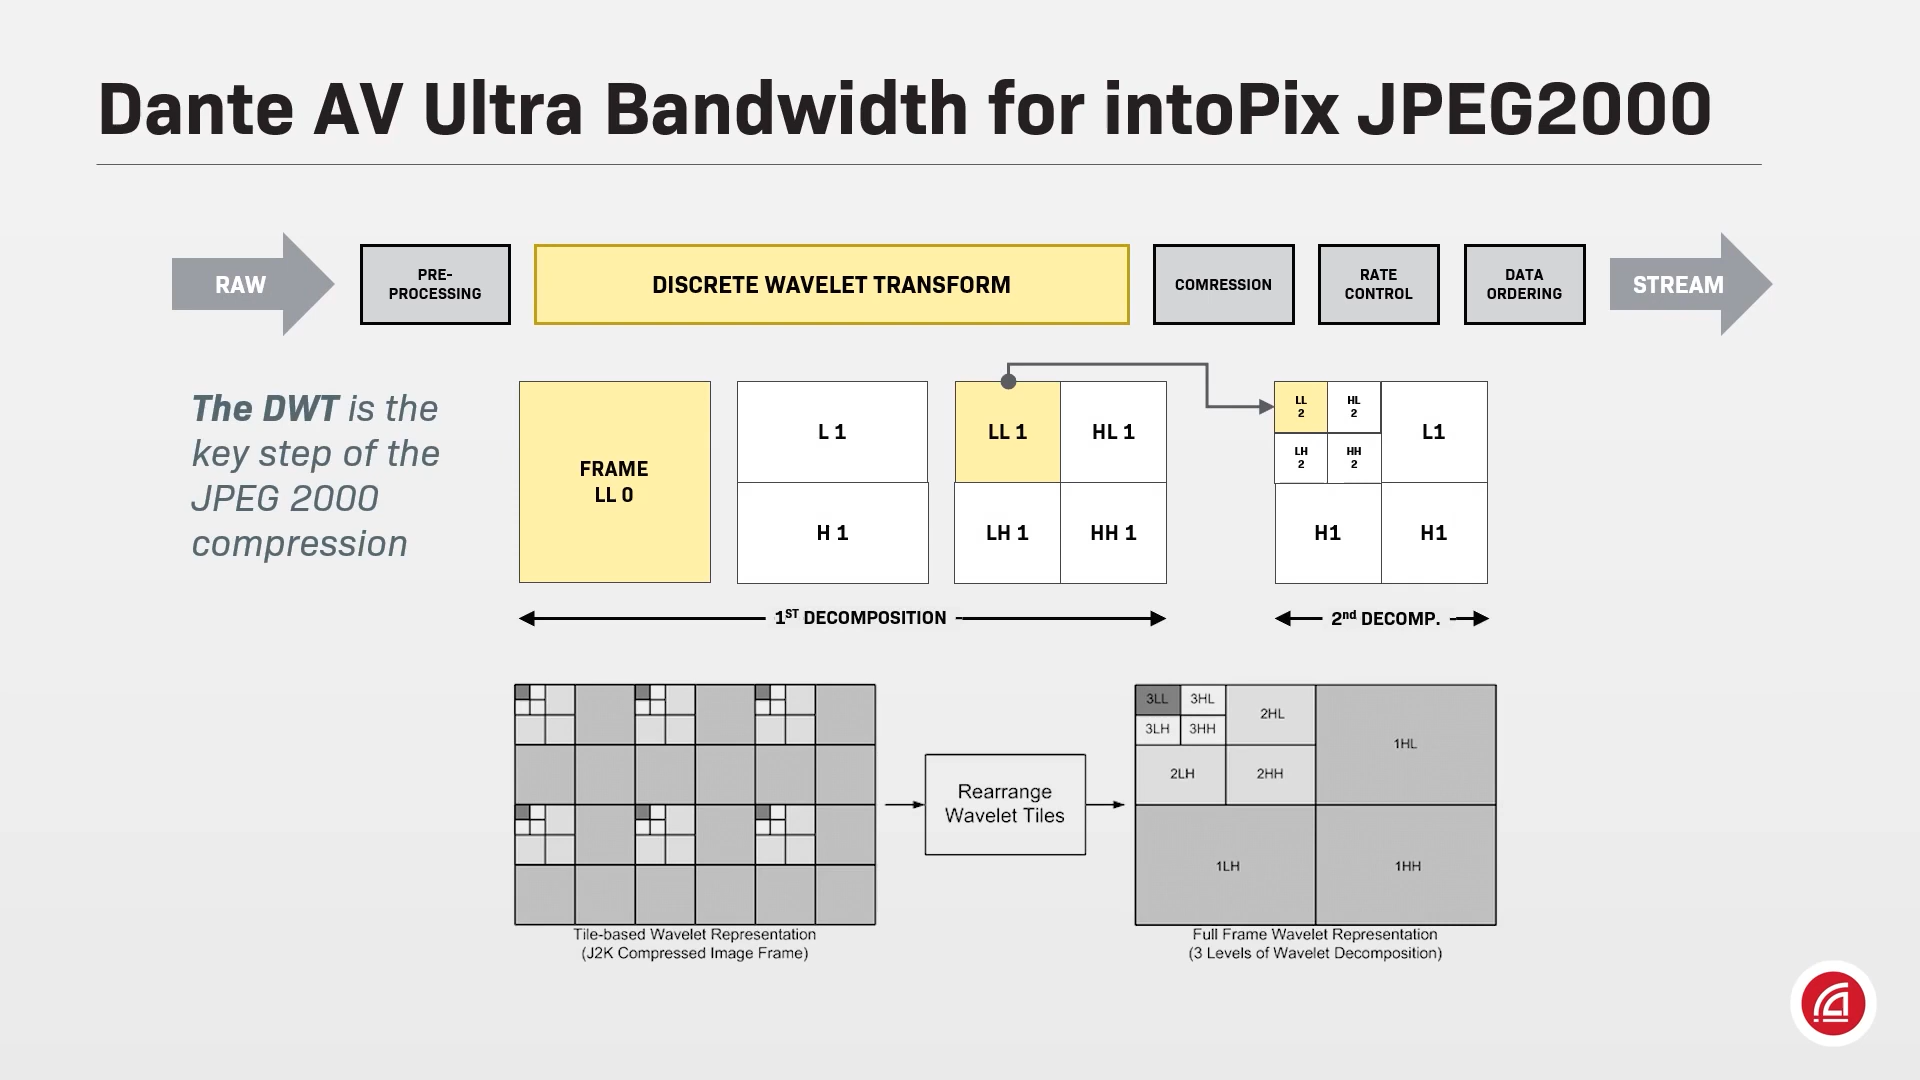 Dante AV Ultra Bandwidth for intoPix JPEG2000
RAW
PRE-
PROCESSING
DISCRETE WAVELET TRANSFORM
COMRESSION
RATE
CONTROL
DATA
ORDERING
STREAM
The DWT is the
key step of the
JPEG 2000
compression
FRAME
LL 0
L 1
H 1
LL 1
HL 1
LH 1
HH 1
LL
2
HL
2
LH
2
HH
2
L1
H1
H1
1ST DECOMPOSITION
2nd DECOMP.
Tile-based Wavelet Representation
(J2K Compressed Image Frame)
Rearrange
Wavelet Tiles
3LL
3HL
3LH
3HH
2HL
2LH
2HH
1HL
1LH
1HH
Full Frame Wavelet Representation
(3 Levels of Wavelet Decomposition)